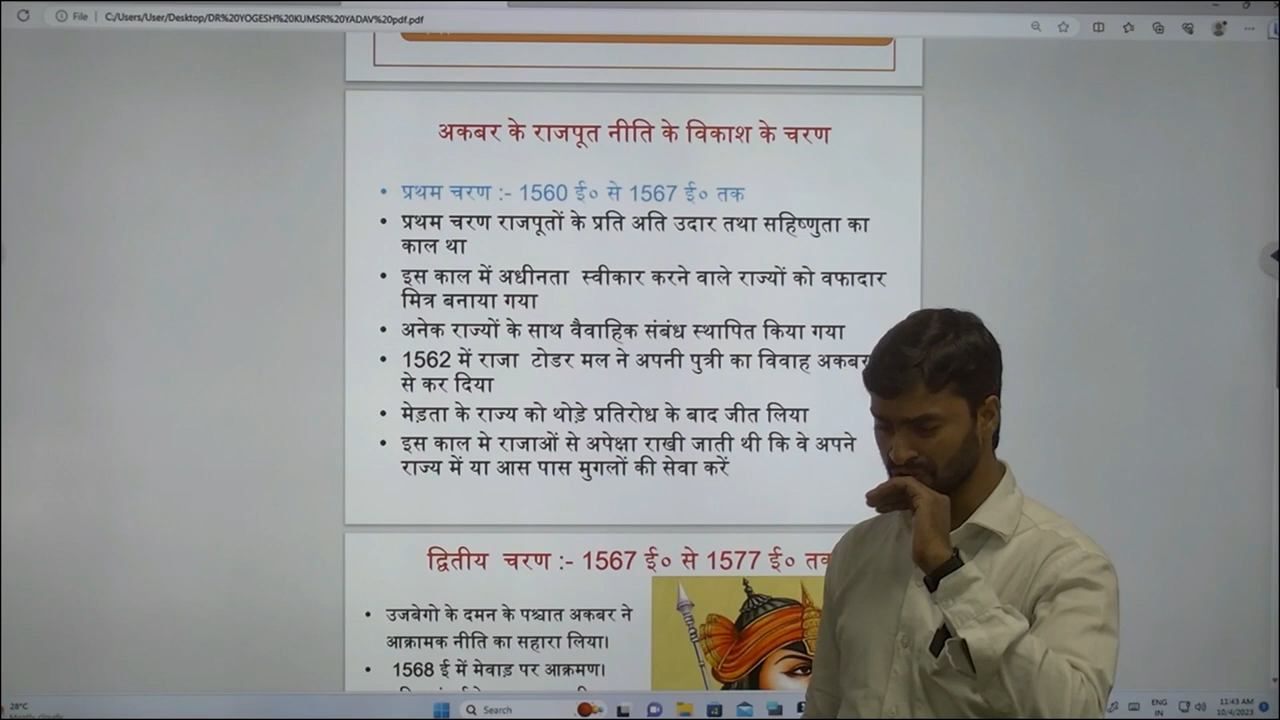 File
C:/Users/User/Desktop/DR%20YOGESH%20KUMSR%20YADAV%20pdf.pdf
अकबर के राजपूत नीति के विकाश के चरण
• प्रथम चरण :- 1560 ई० से 1567 ई० तक
• प्रथम चरण राजपूतों के प्रति अति उदार तथा सहिष्णुता का
काल था
• इस काल में अधीनता स्वीकार करने वाले राज्यों को वफादार
मित्र बनाया गया
• अनेक राज्यों के साथ वैवाहिक संबंध स्थापित किया गया
• 1562 में राजा टोडर मल ने अपनी पुत्री का विवाह अकबर
से कर दिया
• मेड़ता के राज्य को थोड़े प्रतिरोध के बाद जीत लिया
• इस काल मे राजाओं से अपेक्षा राखी जाती थी कि वे अपने
राज्य में या आस पास मुगलों की सेवा करें
द्वितीय चरण :- 1567 ई० से 1577 ई० तक
• उजबेगो के दमन के पश्चात अकबर ने
आक्रामक नीति का सहारा लिया।
• 1568 ई में मेवाड़ पर आक्रमण।
28°C
Mostly cloudy
Search
ENG
IN
11:43 AM
10/4/2023